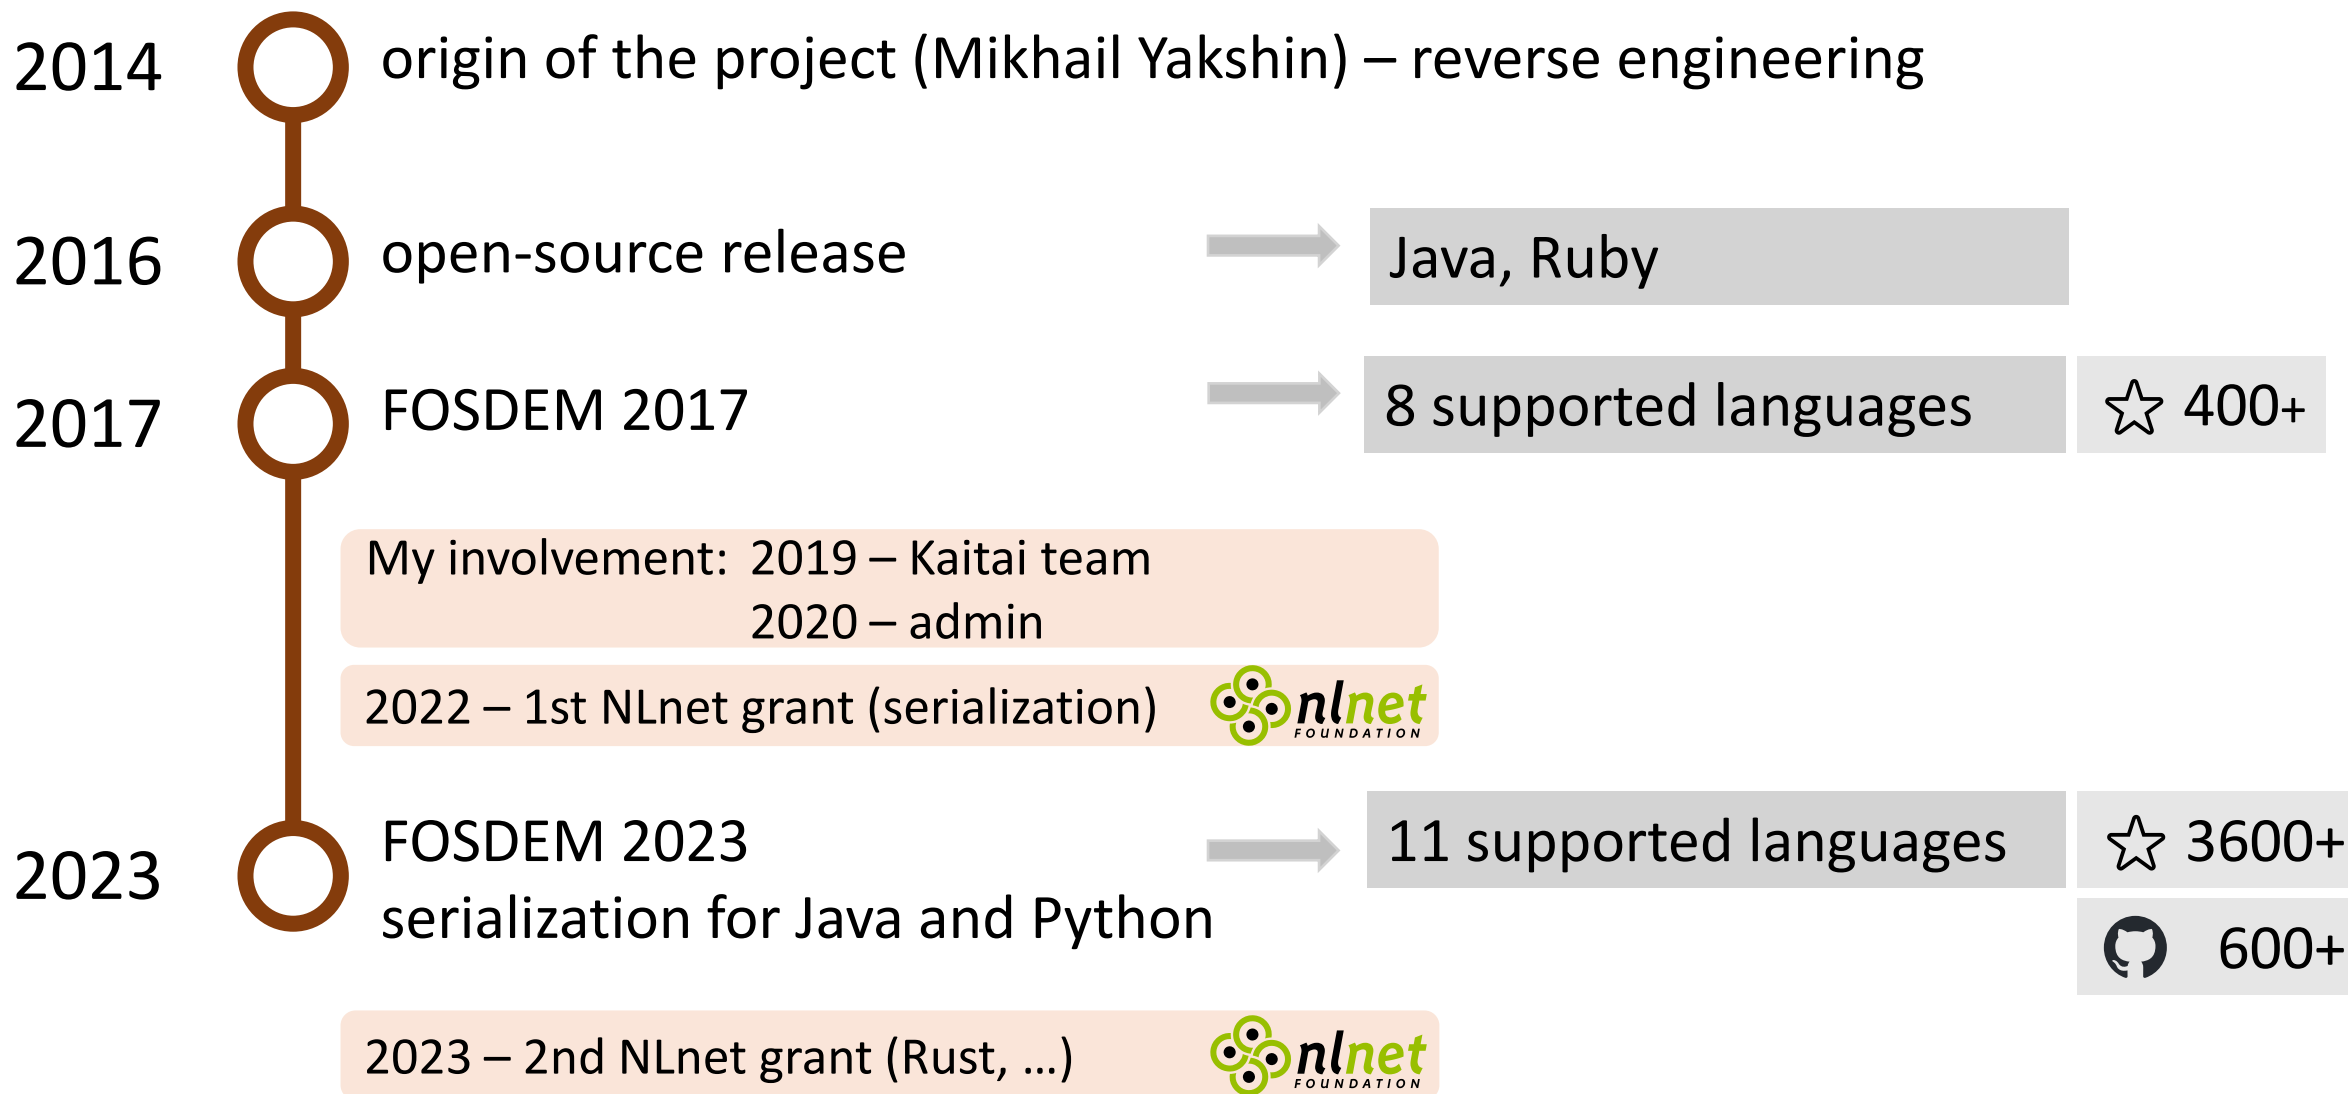 2014
origin of the project (Mikhail Yakshin) – reverse engineering
2016
open-source release
Java, Ruby
2017
FOSDEM 2017
8 supported languages
400+
My involvement: 2019 – Kaitai team
2020 – admin
2022 – 1st NLnet grant (serialization)
nlnet
FOUNDATION
2023
FOSDEM 2023
serialization for Java and Python
11 supported languages
3600+
600+
2023 – 2nd NLnet grant (Rust, ...)
nlnet
FOUNDATION